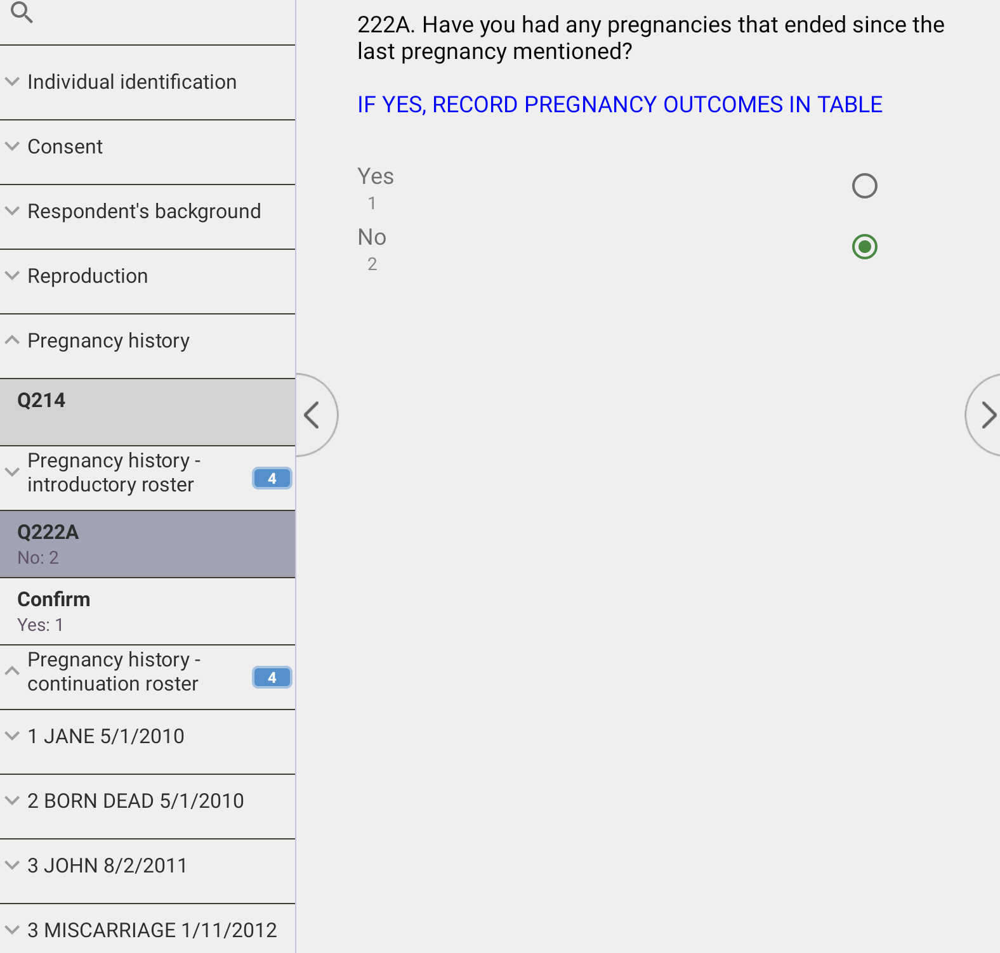 Individual identification
Consent
Respondent's background
Reproduction
Pregnancy history
Q214
Pregnancy history -
introductory roster
4
Q222A
No: 2
Confirm
Yes: 1
Pregnancy history -
continuation roster
4
1 JANE 5/1/2010
2 BORN DEAD 5/1/2010
3 JOHN 8/2/2011
3 MISCARRIAGE 1/11/2012
222A. Have you had any pregnancies that ended since the
last pregnancy mentioned?
IF YES, RECORD PREGNANCY OUTCOMES IN TABLE
Yes
1
No
2